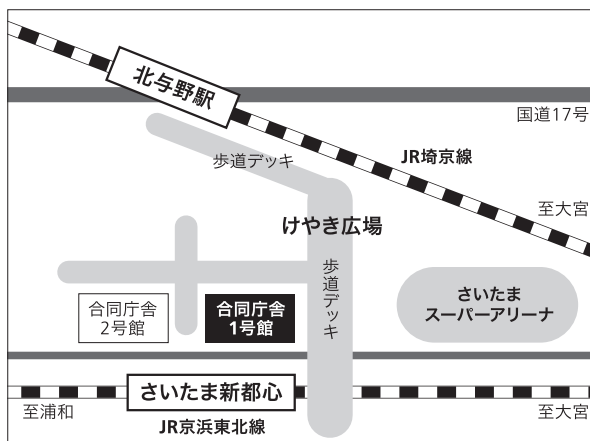 北与野駅
国道17号
歩道デッキ
JR埼京線
至大宮
けやき広場
歩道デッキ
合同庁舎
2号館
合同庁舎
1号館
さいたま
スーパーアリーナ
さいたま新都心
至浦和
JR京浜東北線
至大宮